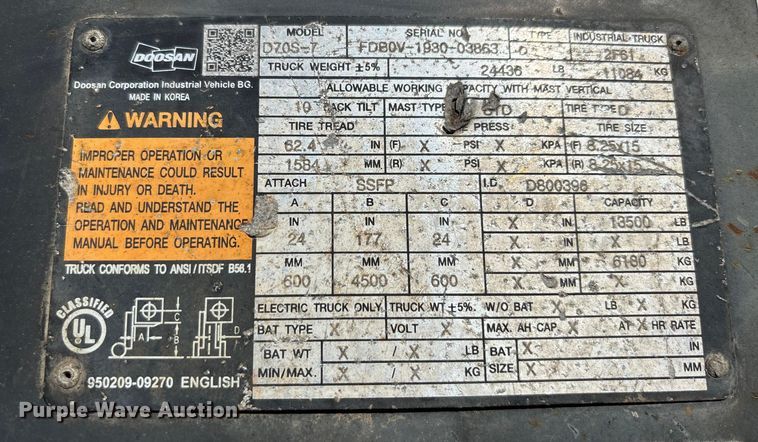 DOOSAN
Doosan Corporation Industrial Vehicle BG.
MADE IN KOREA
WARNING
IMPROPER OPERATION OR
MAINTENANCE COULD RESULT
IN INJURY OR DEATH.
READ AND UNDERSTAND THE
OPERATION AND MAINTENANCE
MANUAL BEFORE OPERATING.
TRUCK CONFORMS TO ANSI/ITSDF B56.1
CLASSIFIED
UL
A B C D
950209-09270 ENGLISH
MODEL SERIAL NO. TYPE INDUSTRIAL TRUCK
D70S-7 FDB0V-1930-03863 D
TRUCK WEIGHT ±5% 24436 LB 11084 KG
ALLOWABLE WORKING CAPACITY WITH MAST VERTICAL
10 BACK TILT MAST TYPE STD TIRE TYPE D
TIRE TREAD PRESS TIRE SIZE
62.4 IN (F) X PSI X KPA (F) 8.25x15
1584 MM (R) X PSI X KPA (R) 8.25x15
ATTACH SSFP I.D. D800396
A B C D CAPACITY
IN IN IN X IN 13500 LB
24 177 24 X LB
MM MM MM X MM 6180 KG
600 4500 600 X KG
ELECTRIC TRUCK ONLY TRUCK WT ±5% W/O BAT X LB X KG
BAT TYPE X VOLT X MAX. AH CAP. X AT X HR RATE
BAT WT X / X LB BAT X IN
MIN/MAX. X / X KG SIZE X MM
Purple Wave Auction